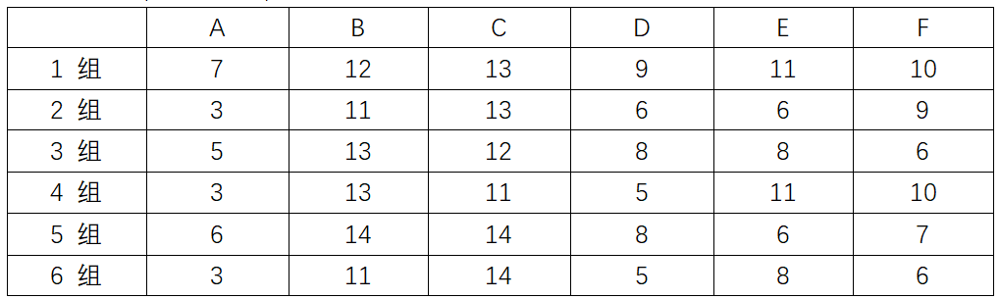 A B C D E F
1 组 7 12 13 9 11 10
2 组 3 11 13 6 6 9
3 组 5 13 12 8 8 6
4 组 3 13 11 5 11 10
5 组 6 14 14 8 6 7
6 组 3 11 14 5 8 6